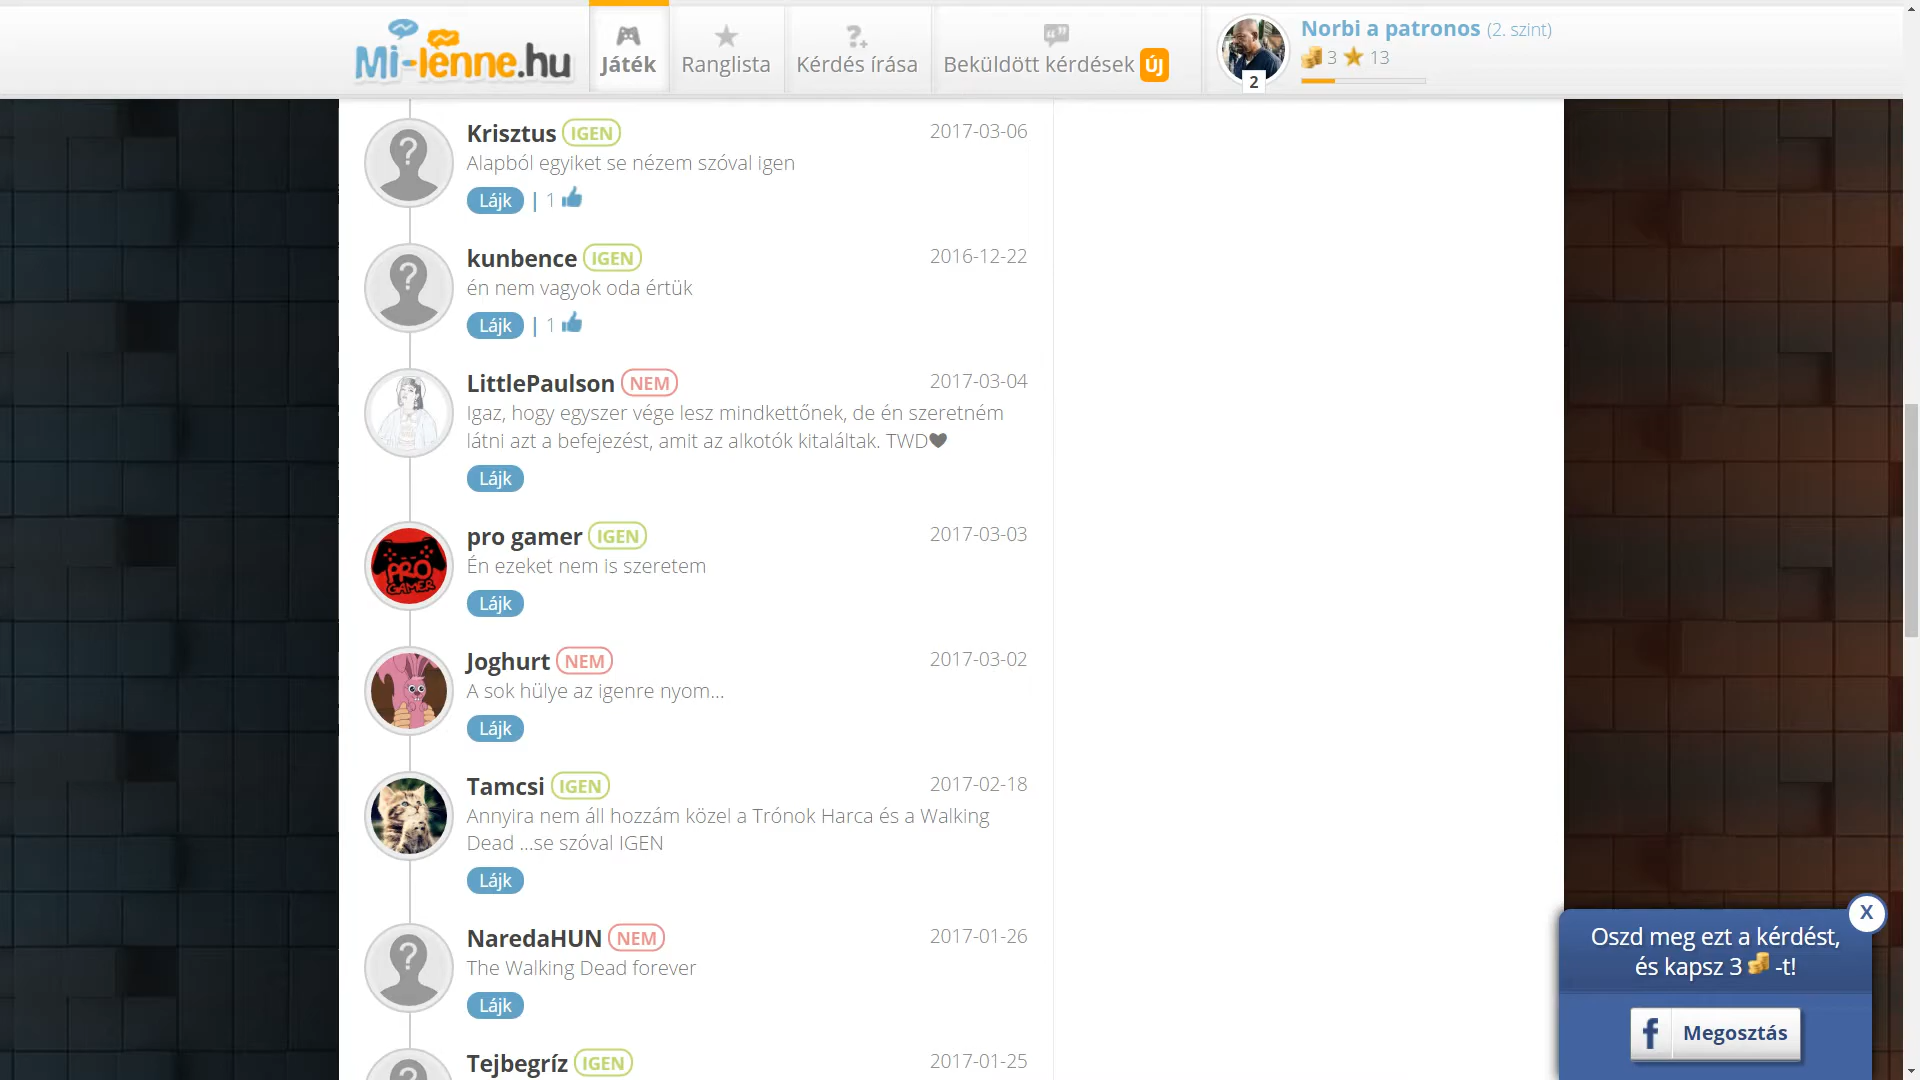 Mi-lenne.hu
Játék
Ranglista
Kérdés írása
Beküldött kérdések ÚJ
Norbi a patronos (2. szint)
3 13
2
Krisztus IGEN 2017-03-06
Alapból egyiket se nézem szóval igen
Lájk | 1
kunbence IGEN 2016-12-22
én nem vagyok oda értük
Lájk | 1
LittlePaulson NEM 2017-03-04
Igaz, hogy egyszer vége lesz mindkettőnek, de én szeretném
látni azt a befejezést, amit az alkotók kitaláltak. TWD🖤
Lájk
PRO
GAMER
pro gamer IGEN 2017-03-03
Én ezeket nem is szeretem
Lájk
Joghurt NEM 2017-03-02
A sok hülye az igenre nyom...
Lájk
Tamcsi IGEN 2017-02-18
Annyira nem áll hozzám közel a Trónok Harca és a Walking
Dead ...se szóval IGEN
Lájk
NaredaHUN NEM 2017-01-26
The Walking Dead forever
Lájk
Tejbegríz IGEN 2017-01-25
X
Oszd meg ezt a kérdést,
és kapsz 3 -t!
f Megosztás